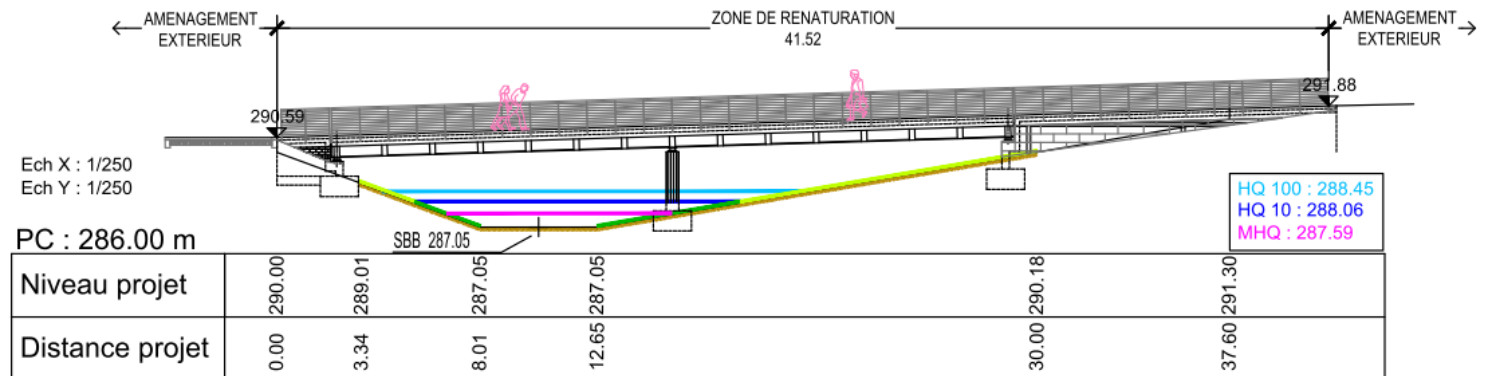 AMENAGEMENT
EXTERIEUR
ZONE DE RENATURATION
41.52
AMENAGEMENT
EXTERIEUR
290.59
291.88
Ech X : 1/250
Ech Y : 1/250
HQ 100 : 288.45
HQ 10 : 288.06
MHQ : 287.59
PC : 286.00 m
SBB 287.05
Niveau projet 290.00 289.01 287.05 287.05 290.18 291.30
Distance projet 0.00 3.34 8.01 12.65 30.00 37.60